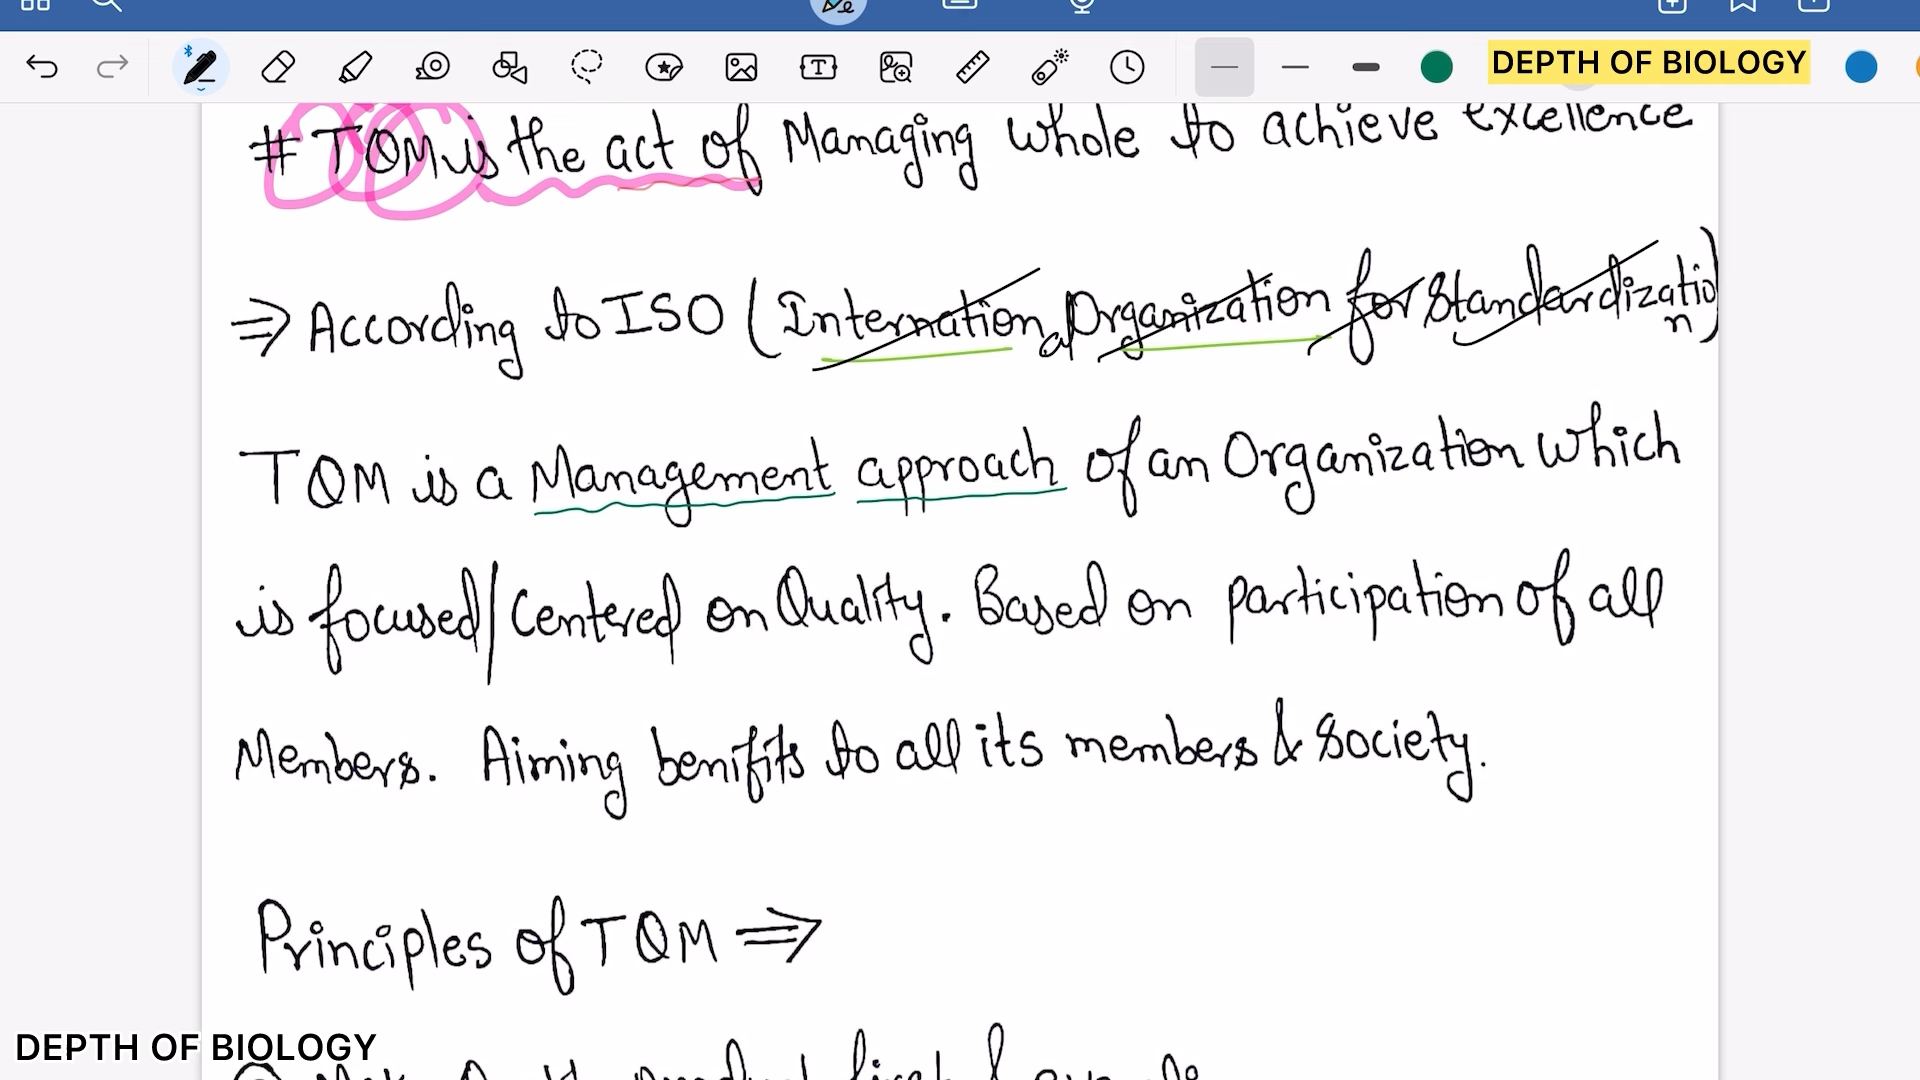 DEPTH OF BIOLOGY
# TQM is the act of Managing whole to achieve excellence
⇒ According to ISO (International Organization for Standardization)
TQM is a Management approach of an Organization which
is focused/Centered on Quality. Based on participation of all
Members. Aiming benifits to all its members & Society.
Principles of TQM ⇒
DEPTH OF BIOLOGY